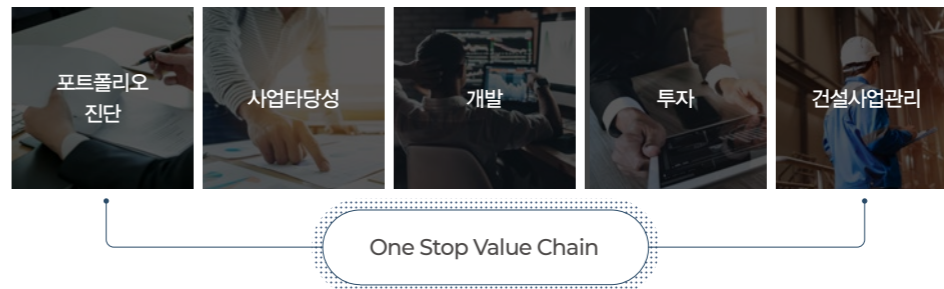 포트폴리오
진단
사업타당성
개발
투자
건설사업관리
One Stop Value Chain